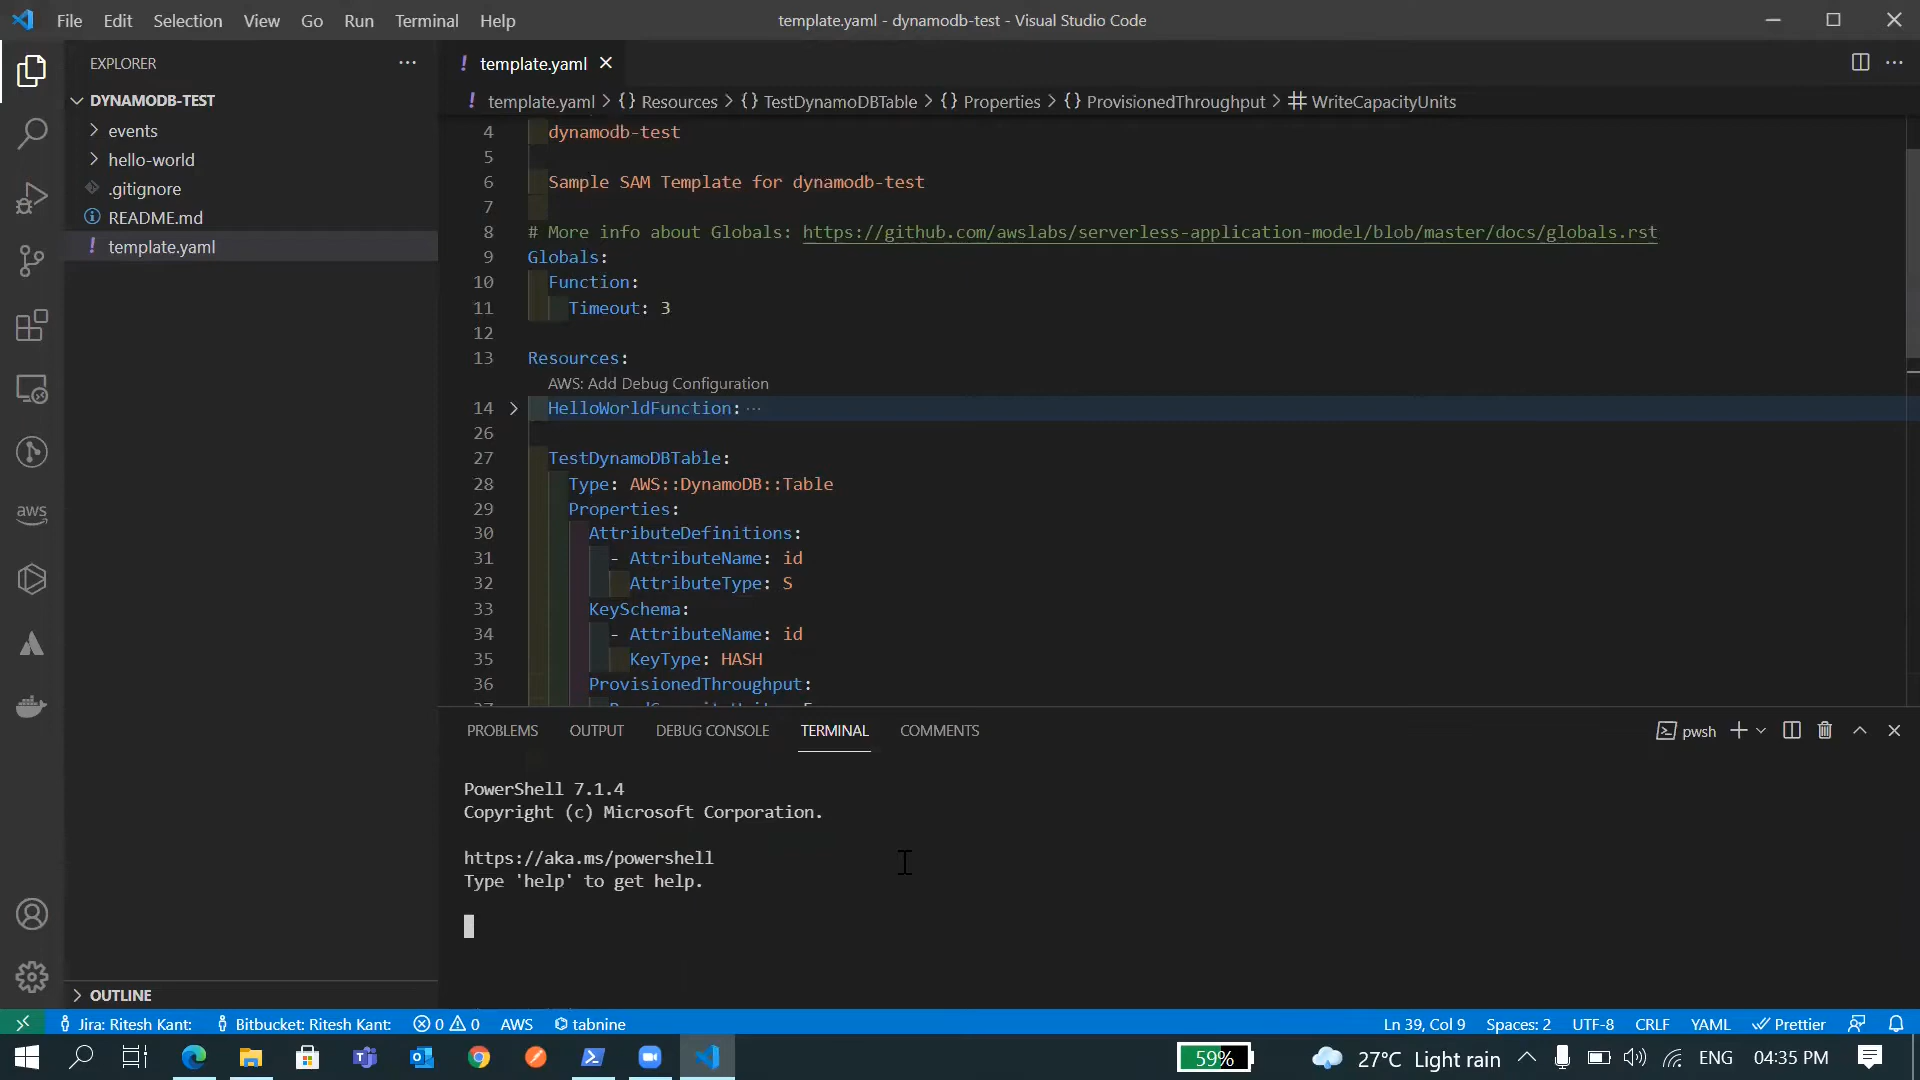 File Edit Selection View Go Run Terminal Help
template.yaml - dynamodb-test - Visual Studio Code
EXPLORER
DYNAMODB-TEST
events
hello-world
.gitignore
README.md
template.yaml
OUTLINE
aws
! template.yaml
! template.yaml > {} Resources > {} TestDynamoDBTable > {} Properties > {} ProvisionedThroughput > # WriteCapacityUnits
4 dynamodb-test
5
6 Sample SAM Template for dynamodb-test
7
8 # More info about Globals: https://github.com/awslabs/serverless-application-model/blob/master/docs/globals.rst
9 Globals:
10 Function:
11 Timeout: 3
12
13 Resources:
AWS: Add Debug Configuration
14 HelloWorldFunction: ...
26
27 TestDynamoDBTable:
28 Type: AWS::DynamoDB::Table
29 Properties:
30 AttributeDefinitions:
31 - AttributeName: id
32 AttributeType: S
33 KeySchema:
34 - AttributeName: id
35 KeyType: HASH
36 ProvisionedThroughput:
PROBLEMS OUTPUT DEBUG CONSOLE TERMINAL COMMENTS
pwsh
PowerShell 7.1.4
Copyright (c) Microsoft Corporation.
https://aka.ms/powershell
Type 'help' to get help.
Jira: Ritesh Kant: Bitbucket: Ritesh Kant: 0 0 AWS tabnine
Ln 39, Col 9 Spaces: 2 UTF-8 CRLF YAML Prettier
59% 27°C Light rain ENG 04:35 PM